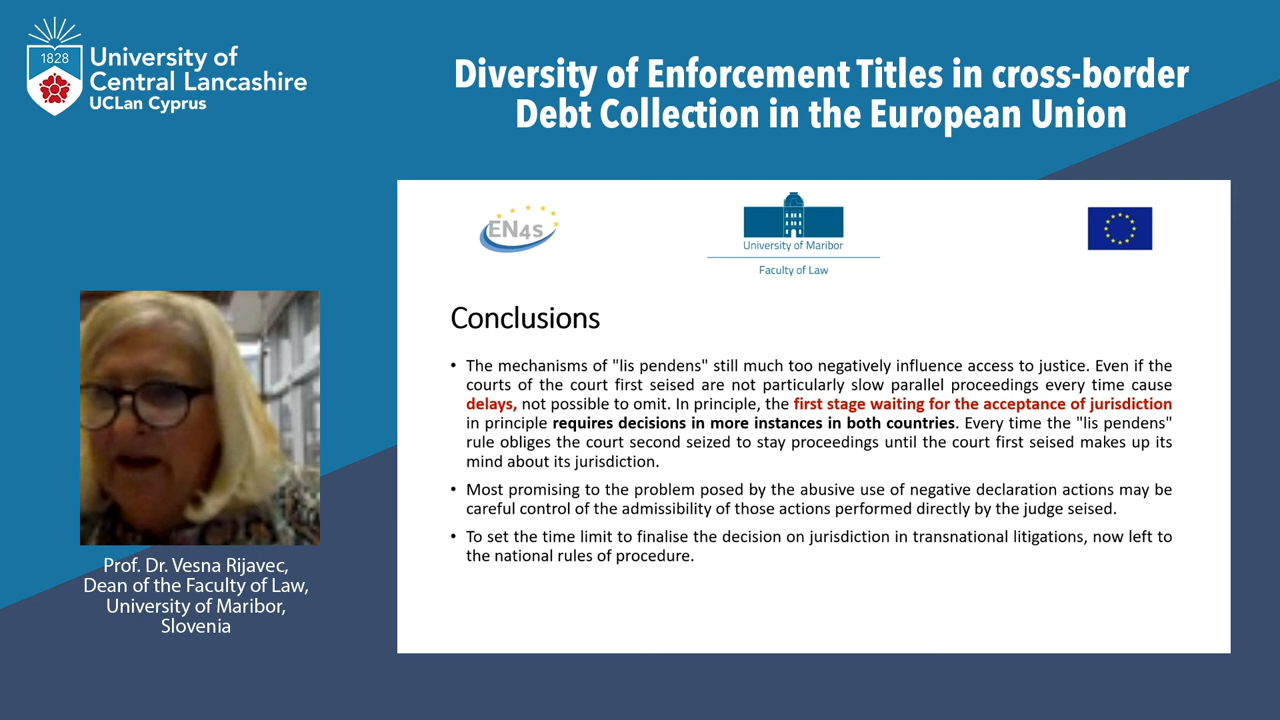 1828
University of
Central Lancashire
UCLan Cyprus
Diversity of Enforcement Titles in cross-border
Debt Collection in the European Union
EN4s
University of Maribor
Faculty of Law
Conclusions
• The mechanisms of "lis pendens" still much too negatively influence access to justice. Even if the
courts of the court first seised are not particularly slow parallel proceedings every time cause
delays, not possible to omit. In principle, the first stage waiting for the acceptance of jurisdiction
in principle requires decisions in more instances in both countries. Every time the "lis pendens"
rule obliges the court second seized to stay proceedings until the court first seised makes up its
mind about its jurisdiction.
• Most promising to the problem posed by the abusive use of negative declaration actions may be
careful control of the admissibility of those actions performed directly by the judge seised.
• To set the time limit to finalise the decision on jurisdiction in transnational litigations, now left to
the national rules of procedure.
Prof. Dr. Vesna Rijavec,
Dean of the Faculty of Law,
University of Maribor,
Slovenia